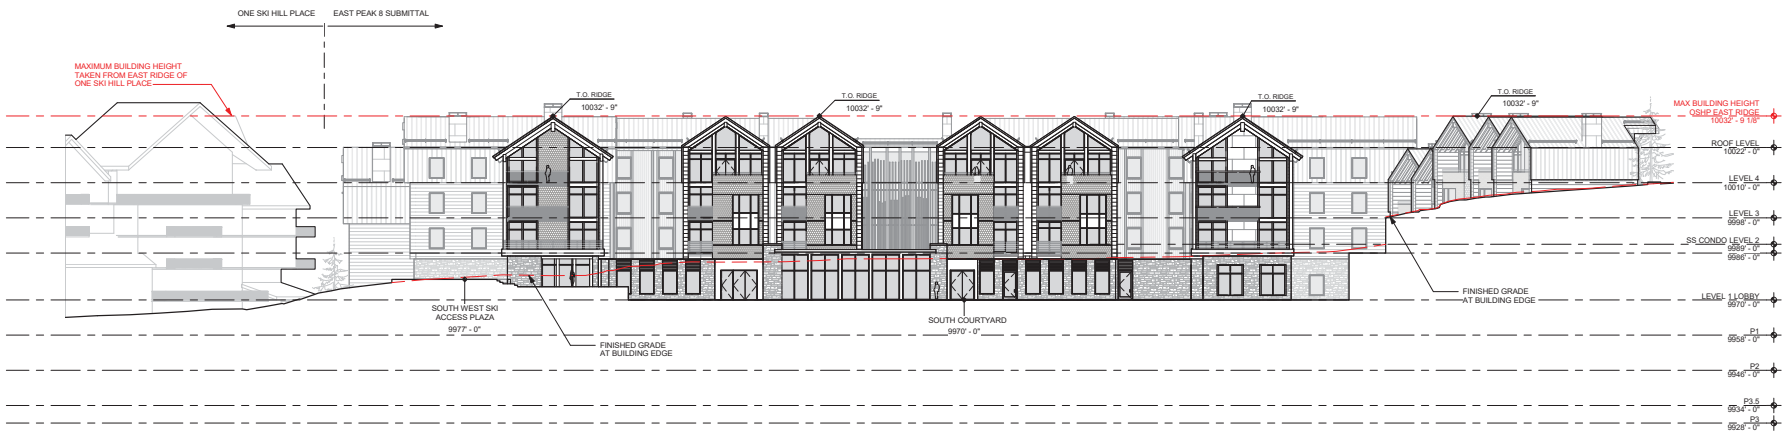 ONE SKI HILL PLACE
EAST PEAK 8 SUBMITTAL
MAXIMUM BUILDING HEIGHT
TAKEN FROM EAST RIDGE OF
ONE SKI HILL PLACE
T.O. RIDGE
10032' - 9"
T.O. RIDGE
10032' - 9"
T.O. RIDGE
10032' - 9"
T.O. RIDGE
10032' - 9"
MAX BUILDING HEIGHT
OSHP EAST RIDGE
10032' - 9 1/8"
ROOF LEVEL
10022' - 0"
LEVEL 4
10010' - 0"
LEVEL 3
9998' - 0"
SS CONDO LEVEL 2
9989' - 0"
9986' - 0"
LEVEL 1 LOBBY
9970' - 0"
P1
9958' - 0"
P2
9946' - 0"
P3.5
9934' - 0"
P3
9928' - 0"
SOUTH WEST SKI
ACCESS PLAZA
9977' - 0"
FINISHED GRADE
AT BUILDING EDGE
SOUTH COURTYARD
9970' - 0"
FINISHED GRADE
AT BUILDING EDGE